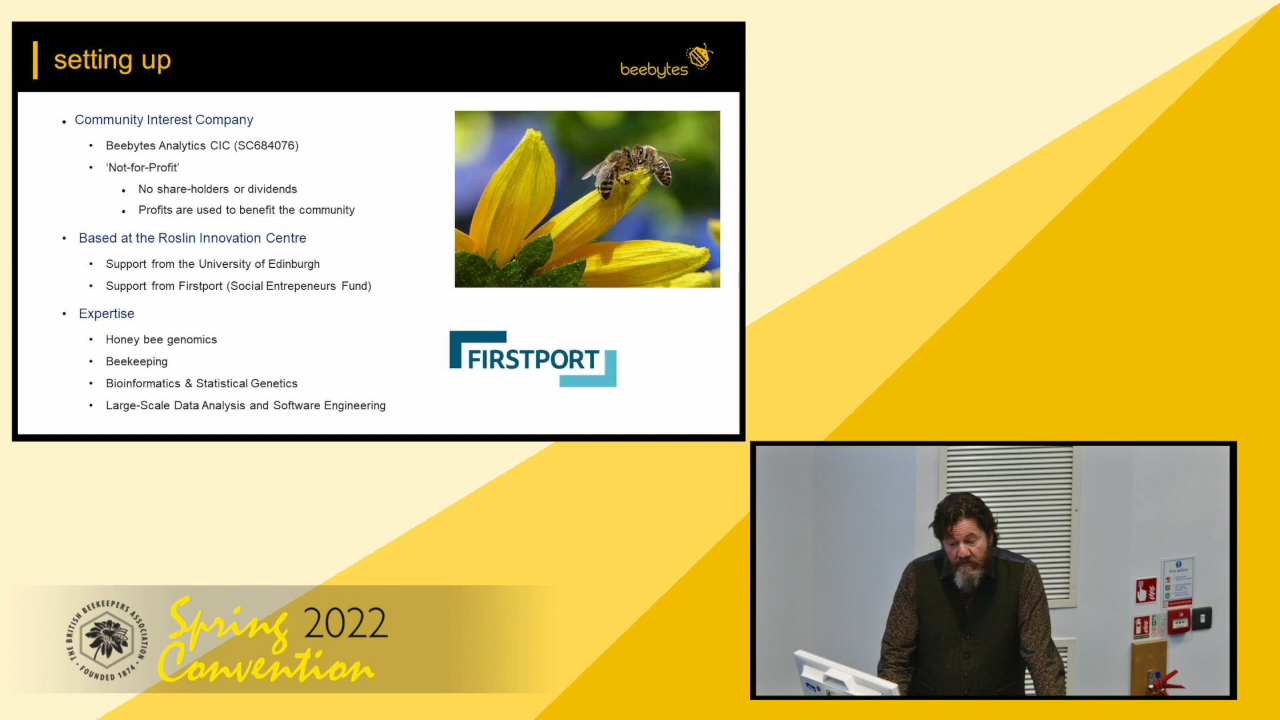 setting up
beebytes
Community Interest Company
Beebytes Analytics CIC (SC684076)
‘Not-for-Profit’
No share-holders or dividends
Profits are used to benefit the community
Based at the Roslin Innovation Centre
Support from the University of Edinburgh
Support from Firstport (Social Entrepeneurs Fund)
Expertise
Honey bee genomics
Beekeeping
Bioinformatics & Statistical Genetics
Large-Scale Data Analysis and Software Engineering
FIRSTPORT
THE BRITISH BEEKEEPERS ASSOCIATION
• FOUNDED 1874 •
Spring 2022
Convention